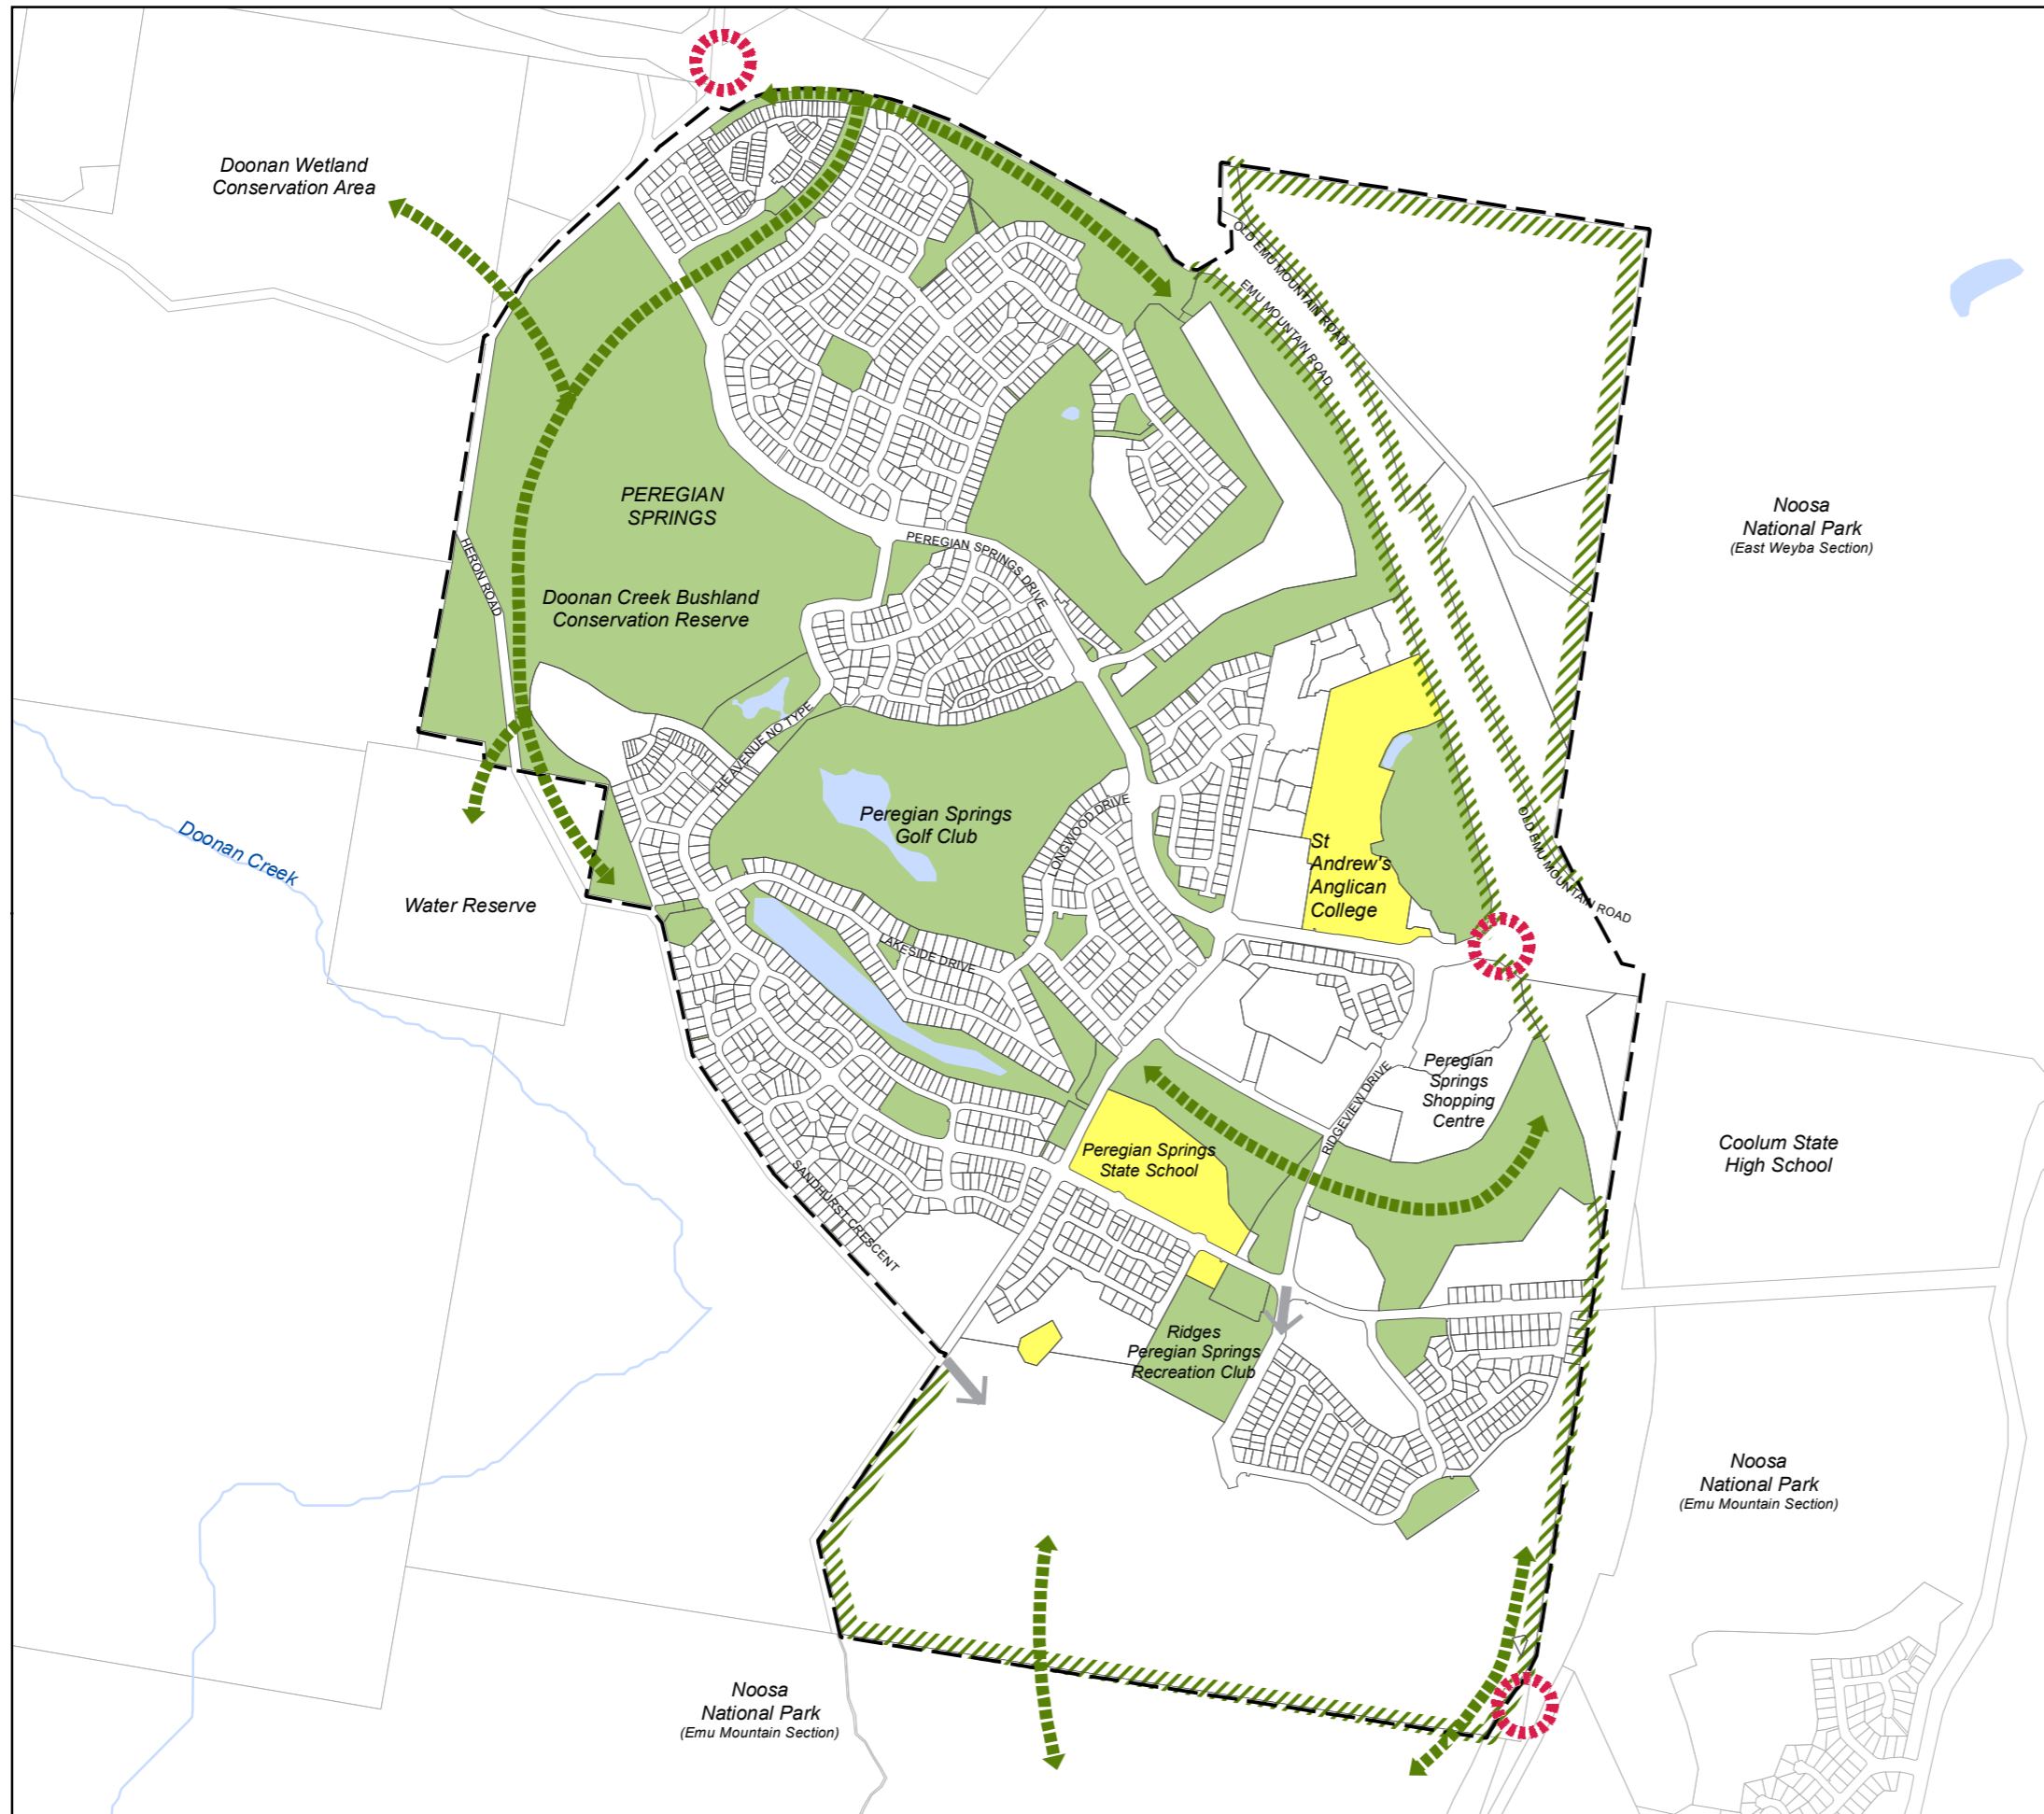 Doonan Wetland
Conservation Area
OLD EMU MOUNTAIN ROAD
EMU MOUNTAIN ROAD
PEREGIAN
SPRINGS
Noosa
National Park
(East Weyba Section)
PEREGIAN SPRINGS DRIVE
HERON ROAD
Doonan Creek Bushland
Conservation Reserve
THE AVENUE NO TYPE
Peregian Springs
Golf Club
LONGWOOD DRIVE
St
Andrew's
Anglican
College
OLD EMU MOUNTAIN ROAD
Doonan Creek
Water Reserve
LAKESIDE DRIVE
Peregian
Springs
Shopping
Centre
RIDGEVIEW DRIVE
Peregian Springs
State School
Coolum State
High School
SANDHURST CRESCENT
Ridges
Peregian Springs
Recreation Club
Noosa
National Park
(Emu Mountain Section)
Noosa
National Park
(Emu Mountain Section)